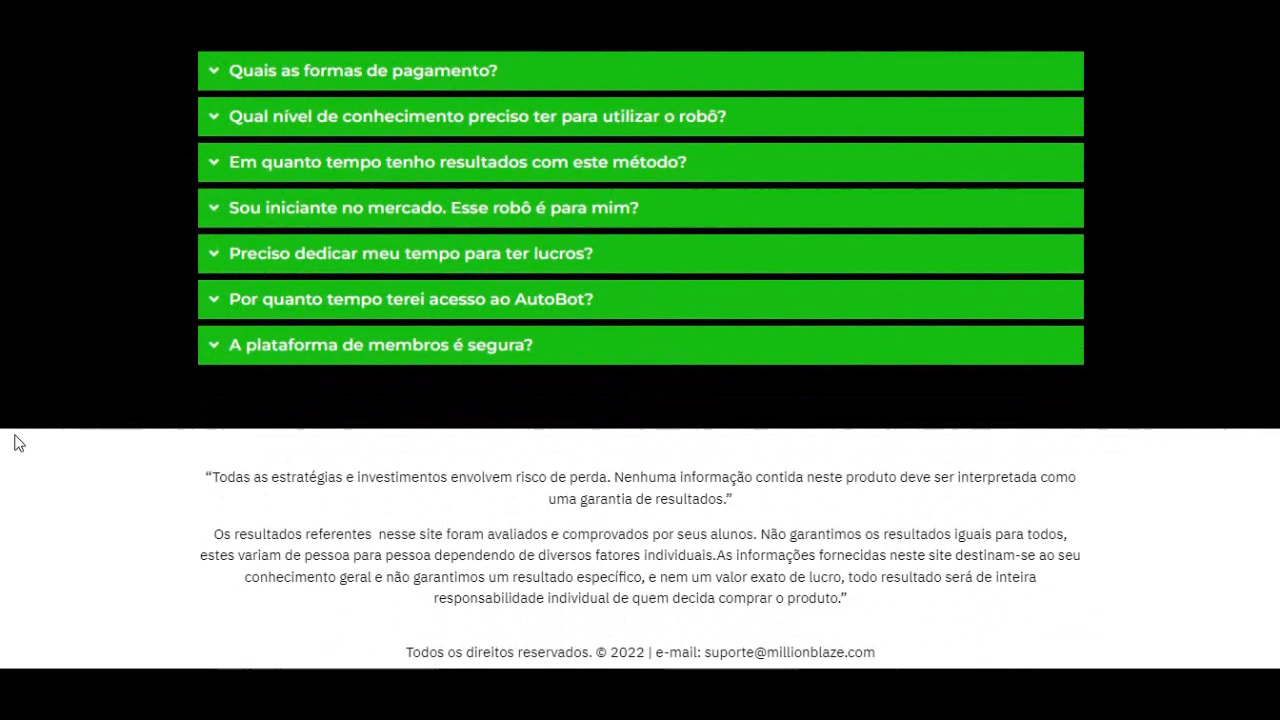 Quais as formas de pagamento?
Qual nível de conhecimento preciso ter para utilizar o robô?
Em quanto tempo tenho resultados com este método?
Sou iniciante no mercado. Esse robô é para mim?
Preciso dedicar meu tempo para ter lucros?
Por quanto tempo terei acesso ao AutoBot?
A plataforma de membros é segura?
“Todas as estratégias e investimentos envolvem risco de perda. Nenhuma informação contida neste produto deve ser interpretada como
uma garantia de resultados.”
Os resultados referentes  nesse site foram avaliados e comprovados por seus alunos. Não garantimos os resultados iguais para todos,
estes variam de pessoa para pessoa dependendo de diversos fatores individuais.As informações fornecidas neste site destinam-se ao seu
conhecimento geral e não garantimos um resultado específico, e nem um valor exato de lucro, todo resultado será de inteira
responsabilidade individual de quem decida comprar o produto.”
Todos os direitos reservados. © 2022 | e-mail: suporte@millionblaze.com